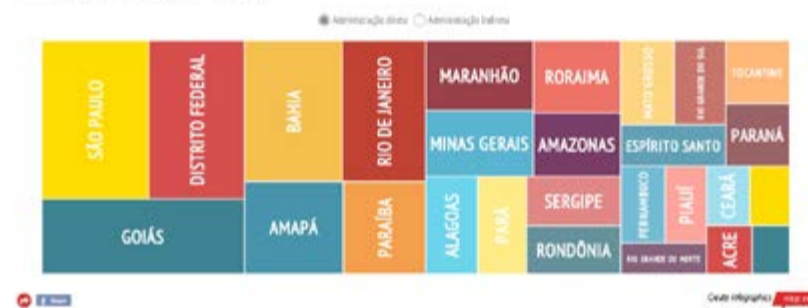 Administração direta Administração Indireta
SÃO PAULO
DISTRITO FEDERAL
GOIÁS
BAHIA
AMAPÁ
RIO DE JANEIRO
PARAÍBA
MARANHÃO
MINAS GERAIS
ALAGOAS
PARÁ
RORAIMA
AMAZONAS
SERGIPE
RONDÔNIA
MATO GROSSO
RIO GRANDE DO SUL
TOCANTINS
ESPÍRITO SANTO
PARANÁ
PERNAMBUCO
PIAUÍ
CEARÁ
RIO GRANDE DO NORTE
ACRE
Share
Create infographics